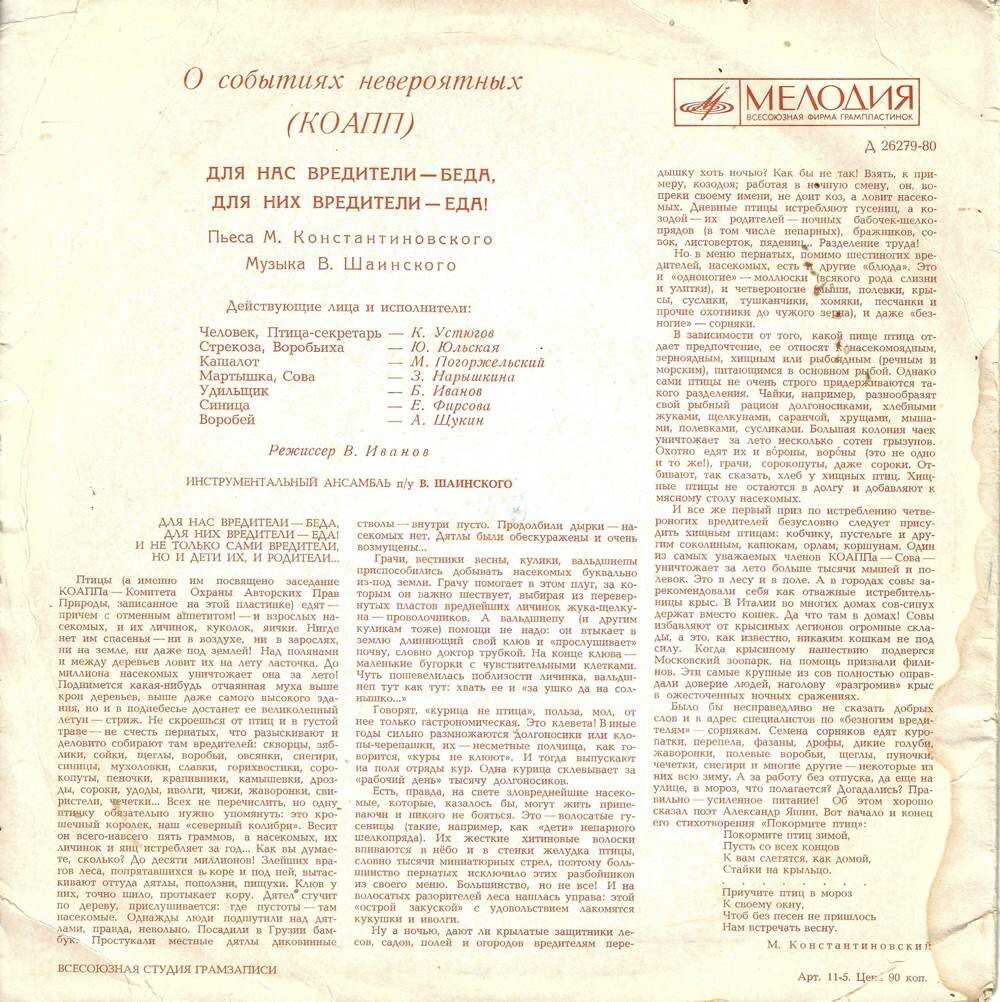 О событиях невероятных
(КОАПП)
ДЛЯ НАС ВРЕДИТЕЛИ — БЕДА,
ДЛЯ НИХ ВРЕДИТЕЛИ — ЕДА!
Пьеса М. Константиновского
Музыка В. Шаинского
Действующие лица и исполнители:
Человек, Птица-секретарь — К. Устюгов
Стрекоза, Воробьиха — Ю. Юльская
Кашалот — М. Погоржельский
Мартышка, Сова — З. Нарышкина
Удильщик — Б. Иванов
Синица — Е. Фирсова
Воробей — А. Щукин
Режиссер В. Иванов
ИНСТРУМЕНТАЛЬНЫЙ АНСАМБЛЬ п/у В. ШАИНСКОГО
МЕЛОДИЯ
ВСЕСОЮЗНАЯ ФИРМА ГРАМПЛАСТИНОК
Д 26279-80
ДЛЯ НАС ВРЕДИТЕЛИ — БЕДА,
ДЛЯ НИХ ВРЕДИТЕЛИ — ЕДА!
И НЕ ТОЛЬКО САМИ ВРЕДИТЕЛИ,
НО И ДЕТИ ИХ, И РОДИТЕЛИ...
Птицы (а именно им посвящено заседание
КОАППа — Комитета Охраны Авторских Прав
Природы, записанное на этой пластинке) едят —
причем с отменным аппетитом! — и взрослых на-
секомых, и их личинок, куколок, яички. Нигде
нет им спасенья — ни в воздухе, ни в зарослях,
ни на земле, ни даже под землей! Над полянами
и между деревьев ловит их на лету ласточка. До
миллиона насекомых уничтожает она за лето!
Поднимется какая-нибудь отчаянная муха выше
крон деревьев, выше даже самого высокого зда-
ния, но и в поднебесье достанет ее великолепный
летун — стриж. Не скроешься от птиц и в густой
траве — не счесть пернатых, что разыскивают и
деловито собирают там вредителей: скворцы, зяб-
лики, сойки, щеглы, воробьи, овсянки, снегири,
синицы, мухоловки, славки, горихвостики, соро-
копуты, пеночки, крапивники, камышевки, дроз-
ды, сороки, удоды, иволги, чижи, жаворонки, сви-
ристели, чечетки... Всех не перечислить, но одну
птичку обязательно нужно упомянуть: это кро-
шечный королек, наш «северный колибри». Весит
он всего-навсего пять граммов, а насекомых, их
личинок и яиц истребляет за год... Как вы думае-
те, сколько? До десяти миллионов! Злейших вра-
гов леса, попрятавшихся в коре и под ней, вытас-
кивают оттуда дятлы, поползни, пищухи. Клюв у
них, точно шило, протыкает кору. Дятел стучит
по дереву, прислушивается: где пустоты — там
насекомые. Однажды люди подшутили над дят-
лами, правда, невольно. Посадили в Грузии бам-
бук. Простукали местные дятлы диковинные
стволы — внутри пусто. Продолбили дырки — на-
секомых нет. Дятлы были обескуражены и очень
возмущены...
Грачи, вестники весны, кулики, вальдшнепы
приспособились добывать насекомых буквально
из-под земли. Грачу помогает в этом плуг, за ко-
торым он важно шествует, выбирая из перевер-
нутых пластов вреднейших личинок жука-щелку-
на — проволочников. А вальдшнепу (и другим
куликам тоже) помощи не надо: он втыкает в
землю длиннющий свой клюв и «прослушивает»
почву, словно доктор трубкой. На конце клюва —
маленькие бугорки с чувствительными клетками.
Чуть пошевелилась поблизости личинка, вальдш-
неп тут как тут: хвать ее и «за ушко да на сол-
нышко...»
Говорят, «курица не птица», польза, мол, от
нее только гастрономическая. Это клевета! В иные
годы сильно размножаются долгоносики или кло-
пы-черепашки, их — несметные полчища, как го-
ворится, «куры не клюют». И тогда выпускают
на поля отряды кур. Одна курица склевывает за
«рабочий день» тысячу долгоносиков.
Есть, правда, на свете зловреднейшие насеко-
мые, которые, казалось бы, могут жить припе-
ваючи и никого не бояться. Это — волосатые гу-
сеницы (такие, например, как «дети» непарного
шелкопряда). Их жесткие хитиновые волоски
впиваются в нёбо и в стенки желудка птицы,
словно тысячи миниатюрных стрел, поэтому боль-
шинство пернатых исключило этих разбойников
из своего меню. Большинство, но не все! И на
волосатых разорителей леса нашлась управа: этой
«острой закуской» с удовольствием лакомятся
кукушки и иволги.
Ну а ночью, дают ли крылатые защитники ле-
сов, садов, полей и огородов вредителям пере-
дышку хоть ночью? Как бы не так! Взять, к при-
меру, козодоя; работая в ночную смену, он, во-
преки своему имени, не доит коз, а ловит насеко-
мых. Дневные птицы истребляют гусениц, а ко-
зодой — их родителей — ночных бабочек-шелко-
прядов (в том числе непарных), бражников, со-
вок, листоверток, пядениц... Разделение труда!
Но в меню пернатых, помимо шестиногих вре-
дителей, насекомых, есть и другие «блюда». Это
и «одноногие» — моллюски (всякого рода слизни
и улитки), и четвероногие мыши, полевки, кры-
сы, суслики, тушканчики, хомяки, песчанки и
прочие охотники до чужого зерна), и даже «без-
ногие» — сорняки.
В зависимости от того, какой пище птица от-
дает предпочтение, ее относят к насекомоядным,
зерноядным, хищным или рыбоядным (речным и
морским), питающимся в основном рыбой. Однако
сами птицы не очень строго придерживаются та-
кого разделения. Чайки, например, разнообразят
свой рыбный рацион долгоносиками, хлебными
жуками, щелкунами, саранчой, хрущами, мыша-
ми, полевками, сусликами. Большая колония чаек
уничтожает за лето несколько сотен грызунов.
Охотно едят их и во́роны, воро́ны (это не одно
и то же!), грачи, сорокопуты, даже сороки. От-
бивают, так сказать, хлеб у хищных птиц. Хищ-
ные птицы не остаются в долгу и добавляют к
мясному столу насекомых.
И все же первый приз по истреблению четве-
роногих вредителей безусловно следует прису-
дить хищным птицам: кобчику, пустельге и дру-
гим соколиным, канюкам, орлам, коршунам. Один
из самых уважаемых членов КОАППа — Сова —
уничтожает за лето больше тысячи мышей и по-
левок. Это в лесу и в поле. А в городах совы за-
рекомендовали себя как отважные истребитель-
ницы крыс. В Италии во многих домах сов-сипух
держат вместо кошек. Да что там в домах! Совы
избавляют от крысиных легионов огромные скла-
ды, а это, как известно, никаким кошкам не под
силу. Когда крысиному нашествию подвергся
Московский зоопарк, на помощь призвали фили-
нов. Эти самые крупные из сов полностью оправ-
дали доверие людей, наголову «разгромив» крыс
в ожесточенных ночных сражениях.
Было бы несправедливо не сказать добрых
слов и в адрес специалистов по «безногим вреди-
телям» — сорнякам. Семена сорняков едят куро-
патки, перепела, фазаны, дрофы, дикие голуби,
жаворонки, полевые воробьи, щеглы, пуночки,
чечетки, снегири и многие другие — некоторые из
них всю зиму. А за работу без отпуска, да еще на
улице, в мороз, что полагается? Догадались? Пра-
вильно — усиленное питание! Об этом хорошо
сказал поэт Александр Яшин. Вот начало и конец
его стихотворения «Покормите птиц»:
Покормите птиц зимой,
Пусть со всех концов
К вам слетятся, как домой,
Стайки на крыльцо.
. . . . . . . . . .
Приучите птиц в мороз
К своему окну,
Чтоб без песен не пришлось
Нам встречать весну.
М. Константиновский
ВСЕСОЮЗНАЯ СТУДИЯ ГРАМЗАПИСИ
Арт. 11-5. Цена 90 коп.